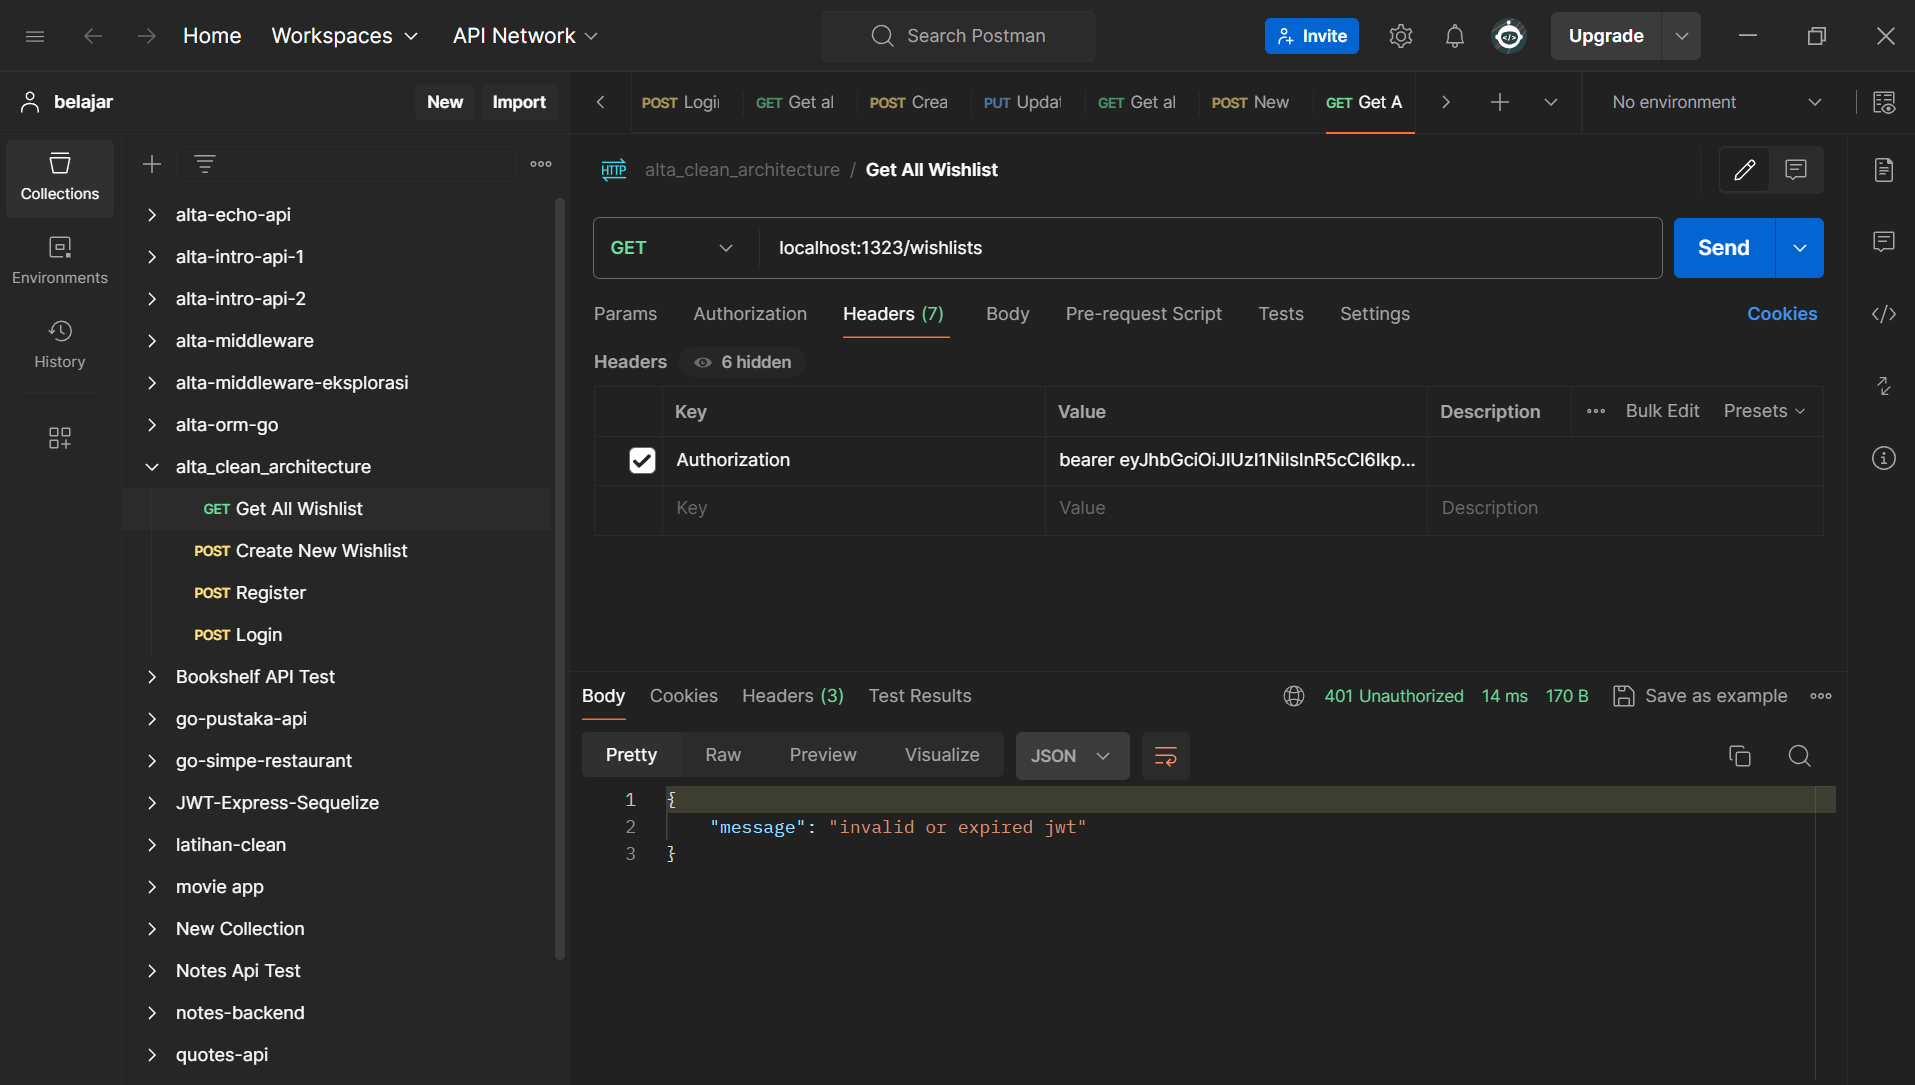 Home Workspaces API Network Search Postman Invite Upgrade
belajar New Import
POST Login GET Get al POST Crea PUT Updat GET Get al POST New GET Get A No environment
Collections
Environments
History
alta-echo-api
alta-intro-api-1
alta-intro-api-2
alta-middleware
alta-middleware-eksplorasi
alta-orm-go
alta_clean_architecture
GET Get All Wishlist
POST Create New Wishlist
POST Register
POST Login
Bookshelf API Test
go-pustaka-api
go-simpe-restaurant
JWT-Express-Sequelize
latihan-clean
movie app
New Collection
Notes Api Test
notes-backend
quotes-api
HTTP alta_clean_architecture / Get All Wishlist
GET localhost:1323/wishlists Send
Params Authorization Headers (7) Body Pre-request Script Tests Settings Cookies
Headers 6 hidden
Key Value Description Bulk Edit Presets
Authorization bearer eyJhbGciOiJIUzI1NiIsInR5cCI6Ikp...
Key Value Description
Body Cookies Headers (3) Test Results 401 Unauthorized 14 ms 170 B Save as example
Pretty Raw Preview Visualize JSON
1 {
2 "message": "invalid or expired jwt"
3 }